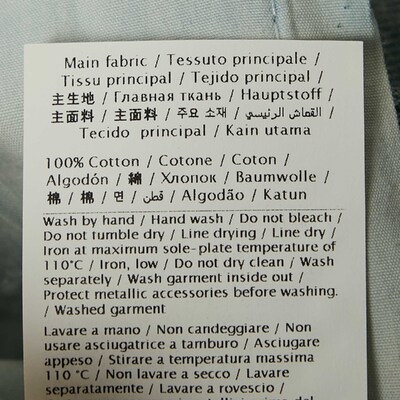 Main fabric / Tessuto principale /
Tissu principal / Tejido principal /
主生地 / Главная ткань / Hauptstoff /
主面料 / 主面料 / 주요 소재 / القماش الرئيسي /
Tecido principal / Kain utama
100% Cotton / Cotone / Coton /
Algodón / 綿 / Хлопок / Baumwolle /
棉 / 棉 / 면 / قطن / Algodão / Katun
Wash by hand / Hand wash / Do not bleach /
Do not tumble dry / Line drying / Line dry /
Iron at maximum sole-plate temperature of
110°C / Iron, low / Do not dry clean / Wash
separately / Wash garment inside out /
Protect metallic accessories before washing.
/ Washed garment
Lavare a mano / Non candeggiare / Non
usare asciugatrice a tamburo / Asciugare
appeso / Stirare a temperatura massima
110 °C / Non lavare a secco / Lavare
separatamente / Lavare a rovescio /